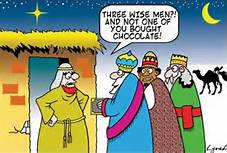 THREE WISE MEN?!
AND NOT ONE OF
YOU BOUGHT
CHOCOLATE!